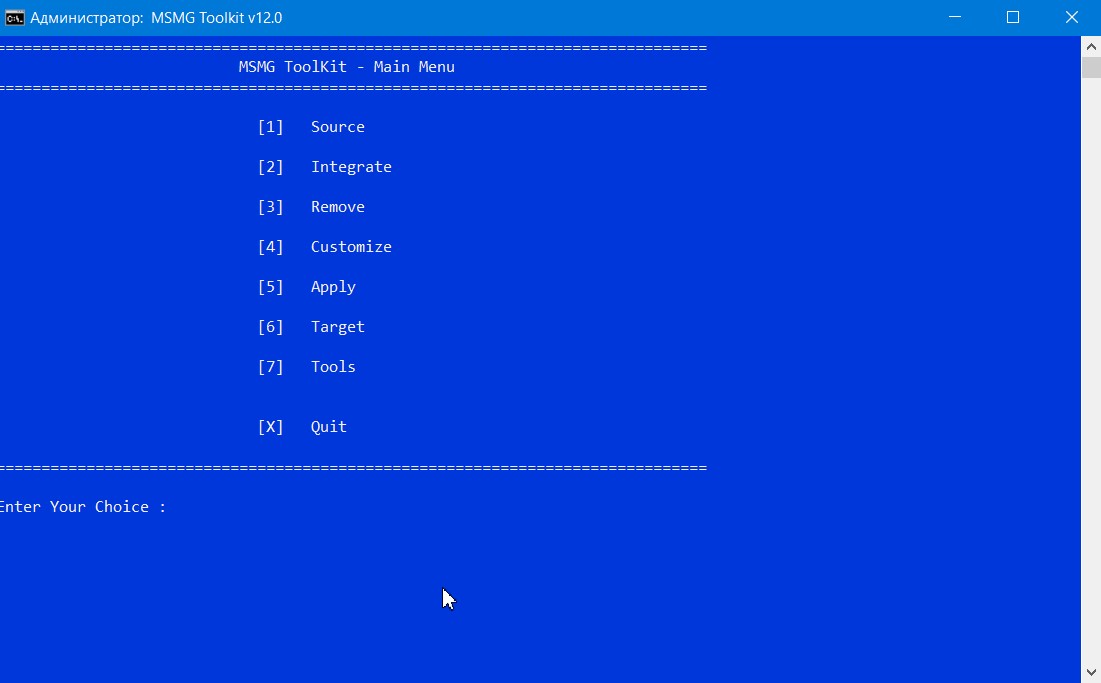 Администратор: MSMG Toolkit v12.0
===============================================================================
MSMG ToolKit - Main Menu
===============================================================================
[1] Source
[2] Integrate
[3] Remove
[4] Customize
[5] Apply
[6] Target
[7] Tools
[X] Quit
===============================================================================
Enter Your Choice :